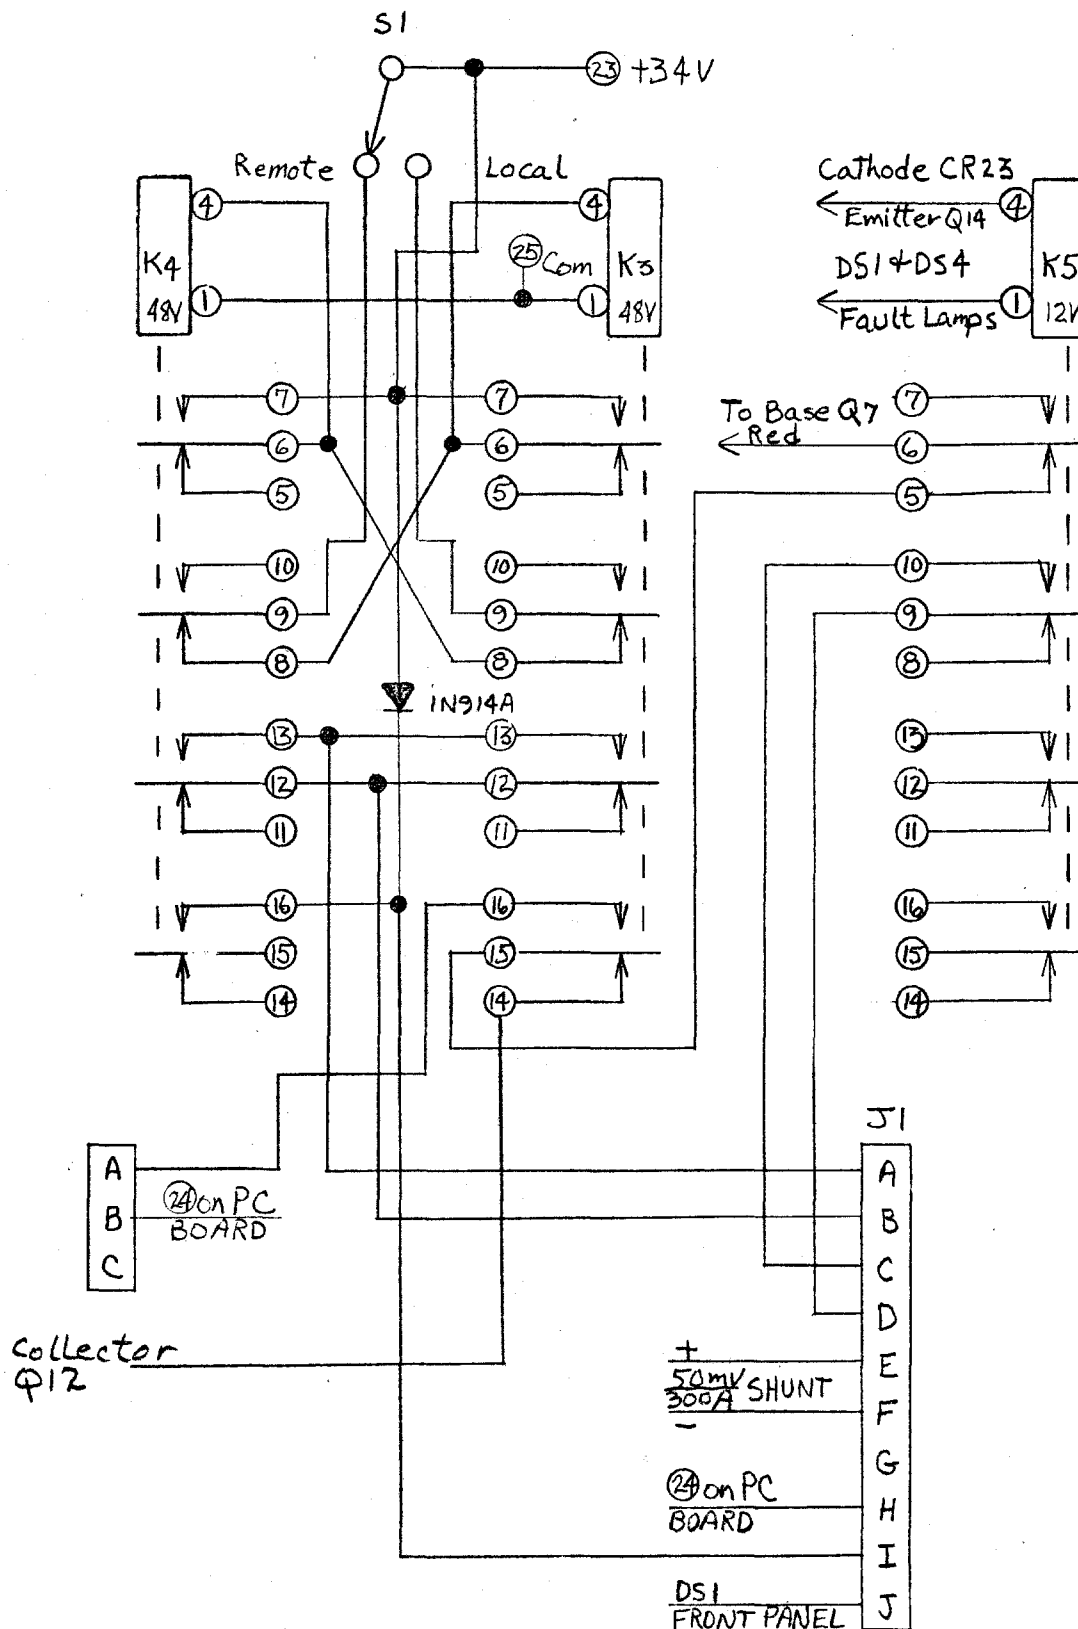 S1
23 +34V
Remote
Local
Cathode CR23
4
4
4
Emitter Q14
25 Com
DS1 & DS4
K4
K3
K5
1
1
1
48V
48V
Fault Lamps
12V
7
7
7
To Base Q7
Red
6
6
6
5
5
5
10
10
10
9
9
9
8
8
8
1N914A
13
13
13
12
12
12
11
11
11
16
16
16
15
15
15
14
14
14
J1
A
B
C
24 on PC
BOARD
Collector
Q12
A
B
C
D
E
F
G
H
I
J
+
50mV
300A SHUNT
-
24 on PC
BOARD
DS1
FRONT PANEL